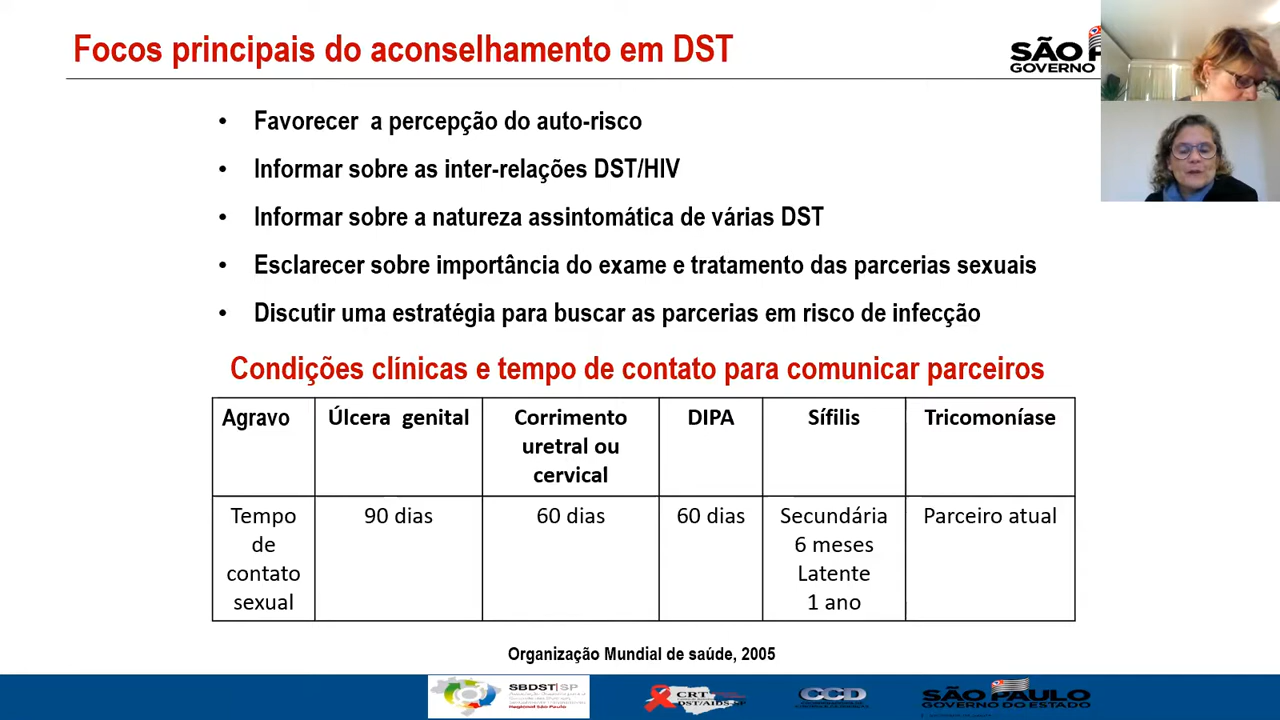 Focos principais do aconselhamento em DST
SÃO
GOVERNO
• Favorecer a percepção do auto-risco
• Informar sobre as inter-relações DST/HIV
• Informar sobre a natureza assintomática de várias DST
• Esclarecer sobre importância do exame e tratamento das parcerias sexuais
• Discutir uma estratégia para buscar as parcerias em risco de infecção
Condições clínicas e tempo de contato para comunicar parceiros
Agravo
Úlcera genital
Corrimento
uretral ou
cervical
DIPA
Sífilis
Tricomoníase
Tempo
de
contato
sexual
90 dias
60 dias
60 dias
Secundária
6 meses
Latente
1 ano
Parceiro atual
Organização Mundial de saúde, 2005
SBDST|SP
Regional São Paulo
CRT
DST/AIDS-SP
CCD
SÃO PAULO
GOVERNO DO ESTADO